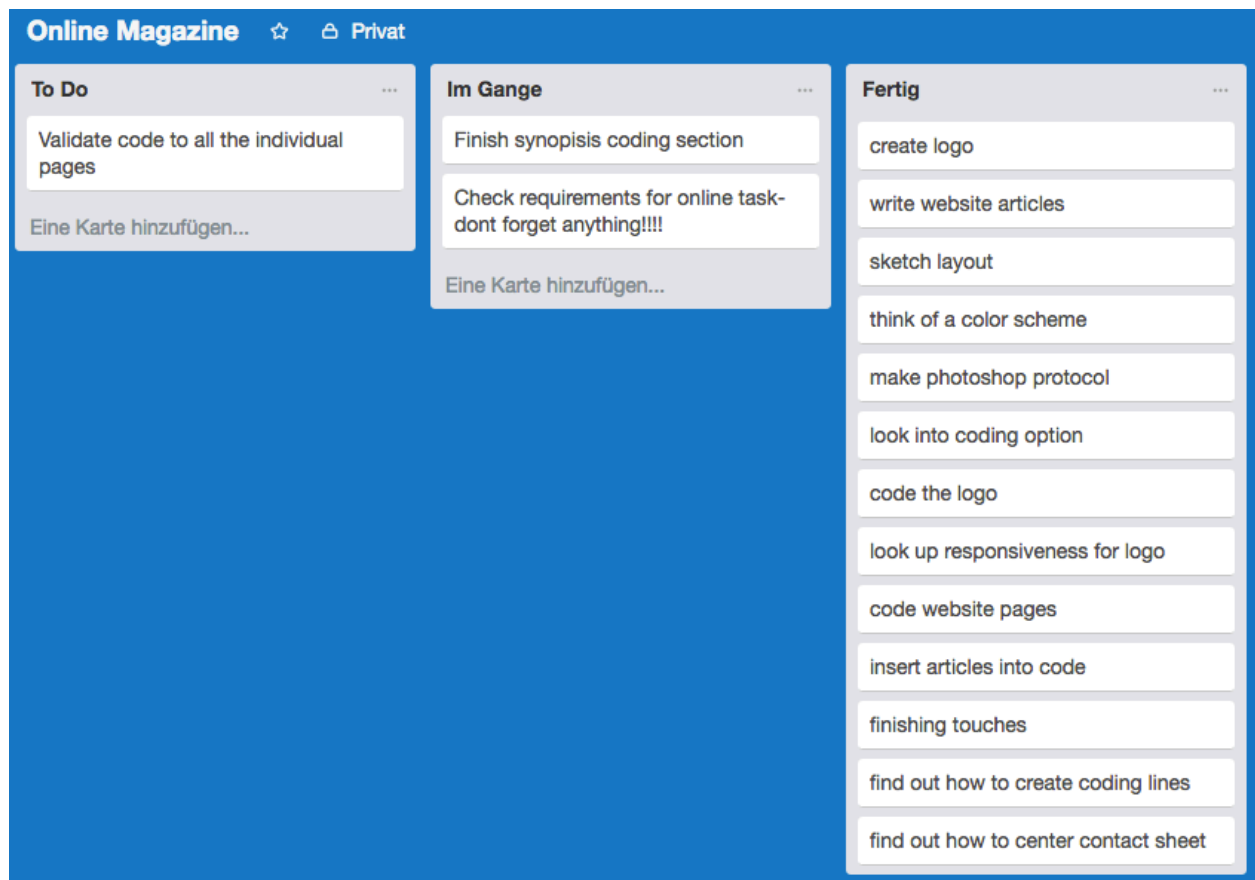 Online Magazine Privat
To Do
Validate code to all the individual
pages
Eine Karte hinzufügen...
Im Gange
Finish synopisis coding section
Check requirements for online task-
dont forget anything!!!!
Eine Karte hinzufügen...
Fertig
create logo
write website articles
sketch layout
think of a color scheme
make photoshop protocol
look into coding option
code the logo
look up responsiveness for logo
code website pages
insert articles into code
finishing touches
find out how to create coding lines
find out how to center contact sheet